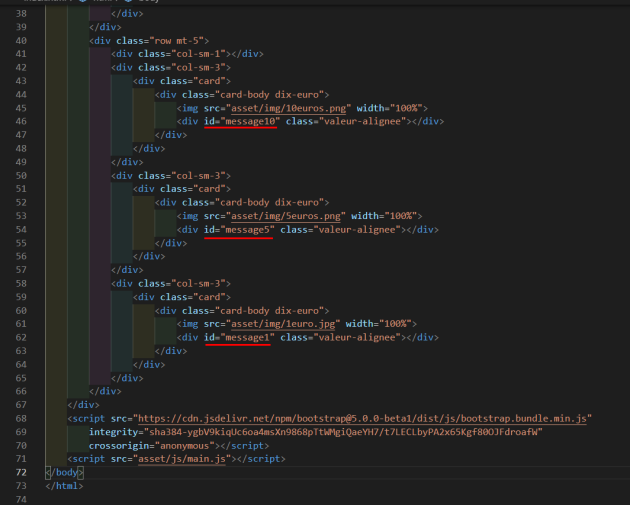 38 </div>
39 </div>
40 <div class="row mt-5">
41 <div class="col-sm-1"></div>
42 <div class="col-sm-3">
43 <div class="card">
44 <div class="card-body dix-euro">
45 <img src="asset/img/10euros.png" width="100%">
46 <div id="message10" class="valeur-alignee"></div>
47 </div>
48 </div>
49 </div>
50 <div class="col-sm-3">
51 <div class="card">
52 <div class="card-body dix-euro">
53 <img src="asset/img/5euros.png" width="100%">
54 <div id="message5" class="valeur-alignee"></div>
55 </div>
56 </div>
57 </div>
58 <div class="col-sm-3">
59 <div class="card">
60 <div class="card-body dix-euro">
61 <img src="asset/img/1euro.jpg" width="100%">
62 <div id="message1" class="valeur-alignee"></div>
63 </div>
64 </div>
65 </div>
66 </div>
67 </div>
68 <script src="https://cdn.jsdelivr.net/npm/bootstrap@5.0.0-beta1/dist/js/bootstrap.bundle.min.js"
69 integrity="sha384-ygbV9kiqUc6oa4msXn9868pTtWMgiQaeYH7/t7LECLbyPA2x65Kgf80OJFdroafW"
70 crossorigin="anonymous"></script>
71 <script src="asset/js/main.js"></script>
72 </body>
73 </html>
74